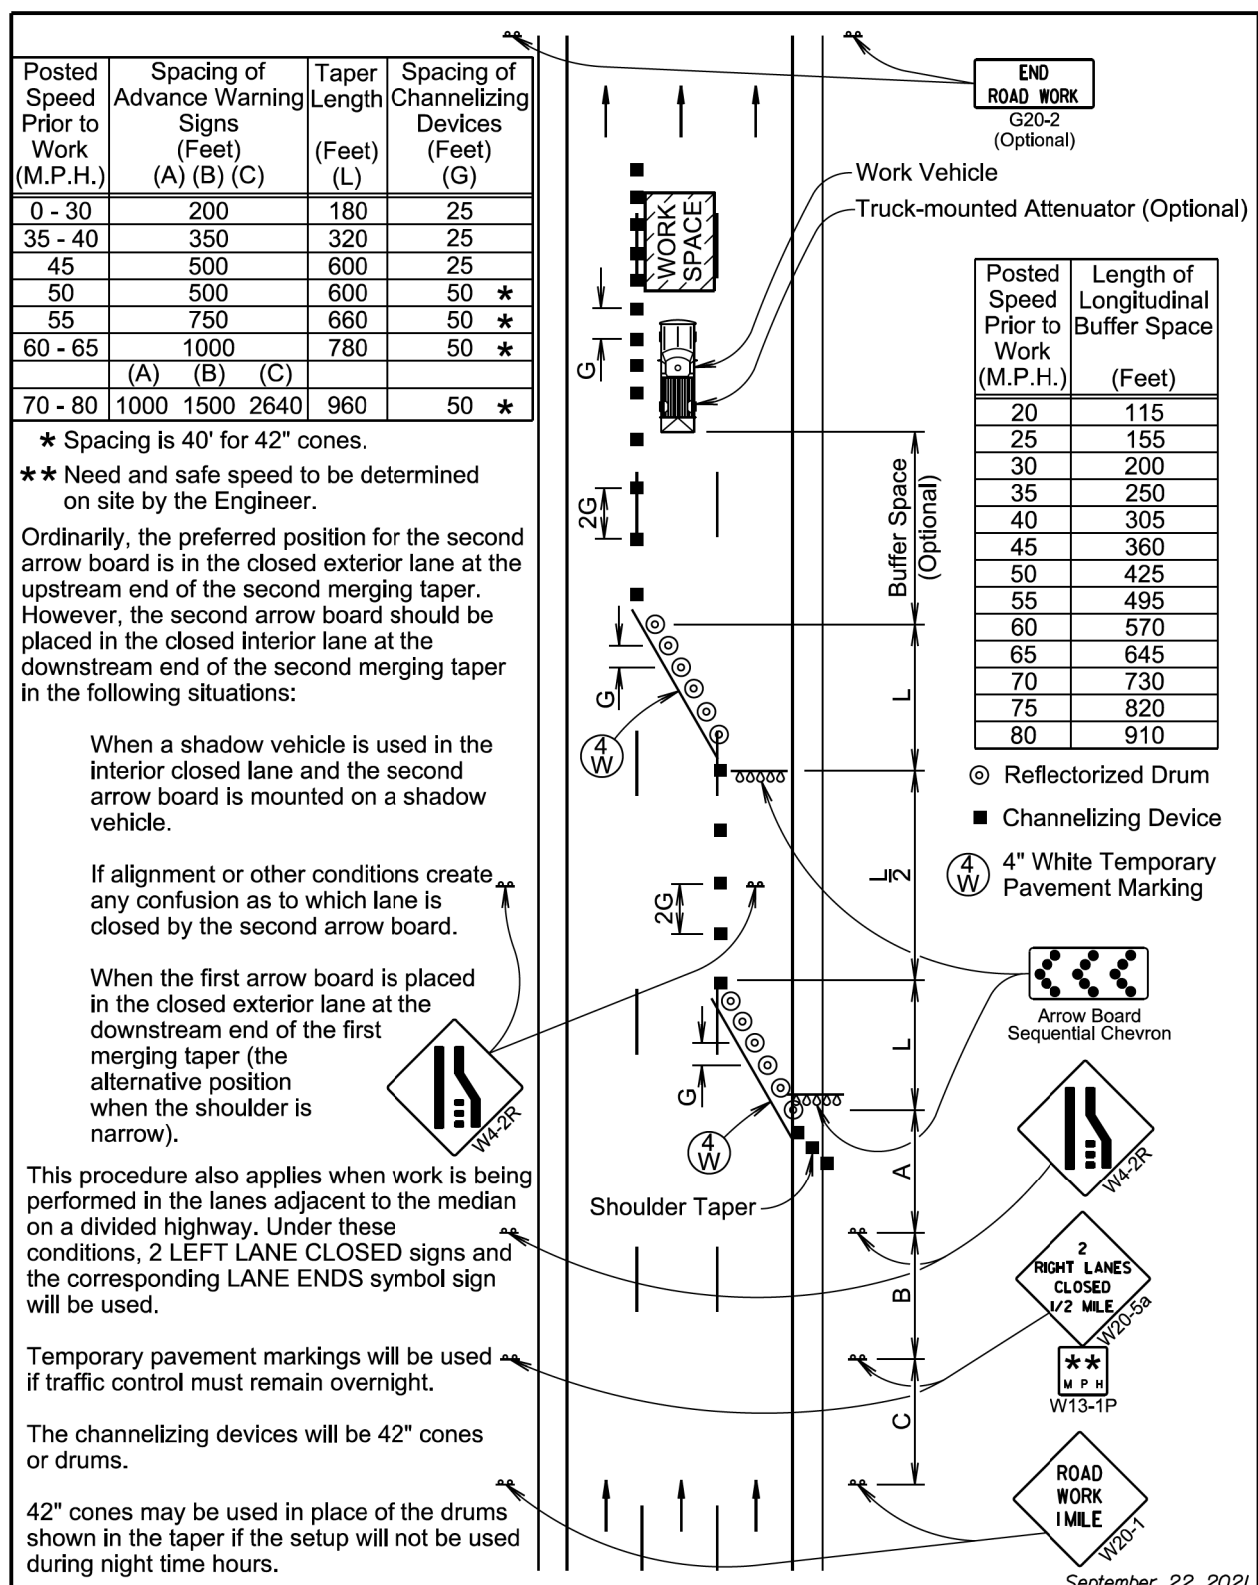 Posted Speed Prior to Work (M.P.H.)
Spacing of Advance Warning Signs (Feet) (A) (B) (C)
Taper Length (Feet) (L)
Spacing of Channelizing Devices (Feet) (G)
0 - 30 200 180 25
35 - 40 350 320 25
45 500 600 25
50 500 600 50 *
55 750 660 50 *
60 - 65 1000 780 50 *
(A) (B) (C)
70 - 80 1000 1500 2640 960 50 *
* Spacing is 40' for 42" cones.
** Need and safe speed to be determined
on site by the Engineer.
Ordinarily, the preferred position for the second
arrow board is in the closed exterior lane at the
upstream end of the second merging taper.
However, the second arrow board should be
placed in the closed interior lane at the
downstream end of the second merging taper
in the following situations:
When a shadow vehicle is used in the
interior closed lane and the second
arrow board is mounted on a shadow
vehicle.
If alignment or other conditions create
any confusion as to which lane is
closed by the second arrow board.
When the first arrow board is placed
in the closed exterior lane at the
downstream end of the first
merging taper (the
alternative position
when the shoulder is
narrow).
W4-2R
This procedure also applies when work is being
performed in the lanes adjacent to the median
on a divided highway. Under these
conditions, 2 LEFT LANE CLOSED signs and
the corresponding LANE ENDS symbol sign
will be used.
Temporary pavement markings will be used
if traffic control must remain overnight.
The channelizing devices will be 42" cones
or drums.
42" cones may be used in place of the drums
shown in the taper if the setup will not be used
during night time hours.
WORK
SPACE
G
2G
G
4
W
2G
G
4
W
Shoulder Taper
Buffer Space
(Optional)
L
L
2
L
A
B
C
END
ROAD WORK
G20-2
(Optional)
Work Vehicle
Truck-mounted Attenuator (Optional)
Posted Speed Prior to Work (M.P.H.)
Length of Longitudinal Buffer Space (Feet)
20 115
25 155
30 200
35 250
40 305
45 360
50 425
55 495
60 570
65 645
70 730
75 820
80 910
Reflectorized Drum
Channelizing Device
4
W
4" White Temporary
Pavement Marking
Arrow Board
Sequential Chevron
W4-2R
2
RIGHT LANES
CLOSED
1/2 MILE
W20-5a
**
M P H
W13-1P
ROAD
WORK
1 MILE
W20-1
September 22, 2021